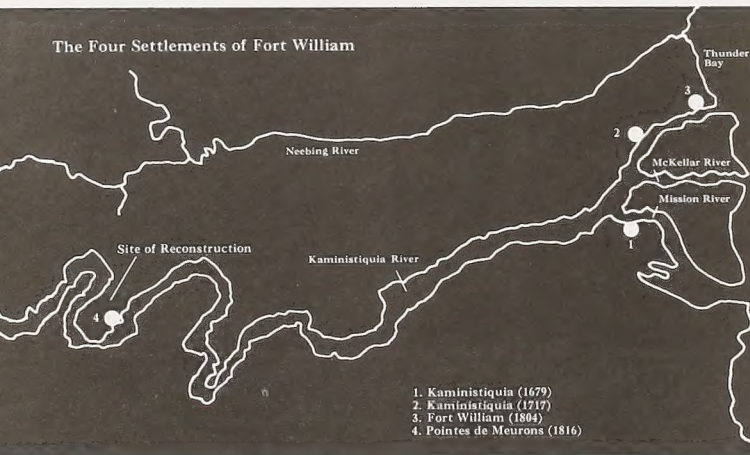 The Four Settlements of Fort William
Thunder
Bay
3
2
Neebing River
McKellar River
Mission River
1
Site of Reconstruction
Kaministiquia River
4
1. Kaministiquia (1679)
2. Kaministiquia (1717)
3. Fort William (1804)
4. Pointes de Meurons (1816)